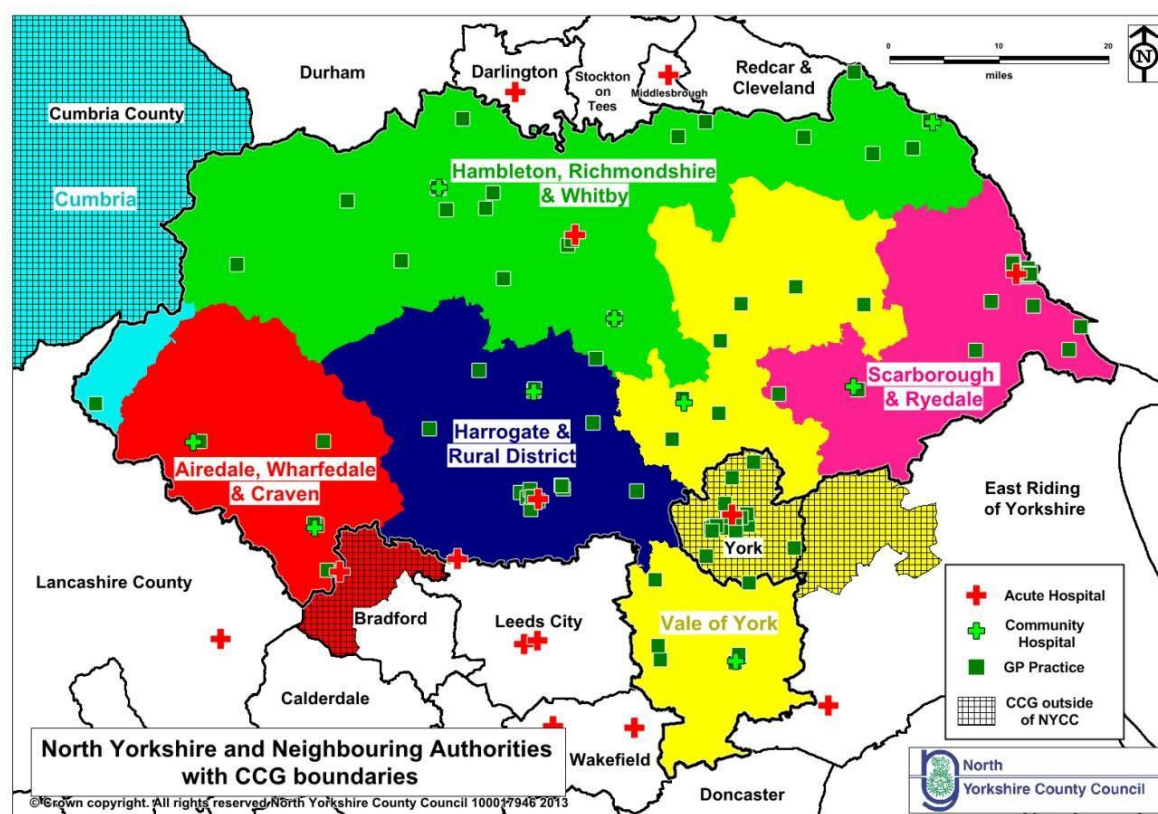 Durham
Darlington
Stockton
on
Tees
Middlesbrough
Redcar &
Cleveland
0
10
20
miles
N
Cumbria County
Cumbria
Hambleton, Richmondshire
& Whitby
Scarborough
& Ryedale
Harrogate &
Rural District
Airedale, Wharfedale
& Craven
East Riding
of Yorkshire
York
Lancashire County
Bradford
Leeds City
Vale of York
Calderdale
Wakefield
Doncaster
Acute Hospital
Community
Hospital
GP Practice
CCG outside
of NYCC
North Yorkshire and Neighbouring Authorities
with CCG boundaries
© Crown copyright. All rights reserved North Yorkshire County Council 100017946 2013
North
Yorkshire County Council